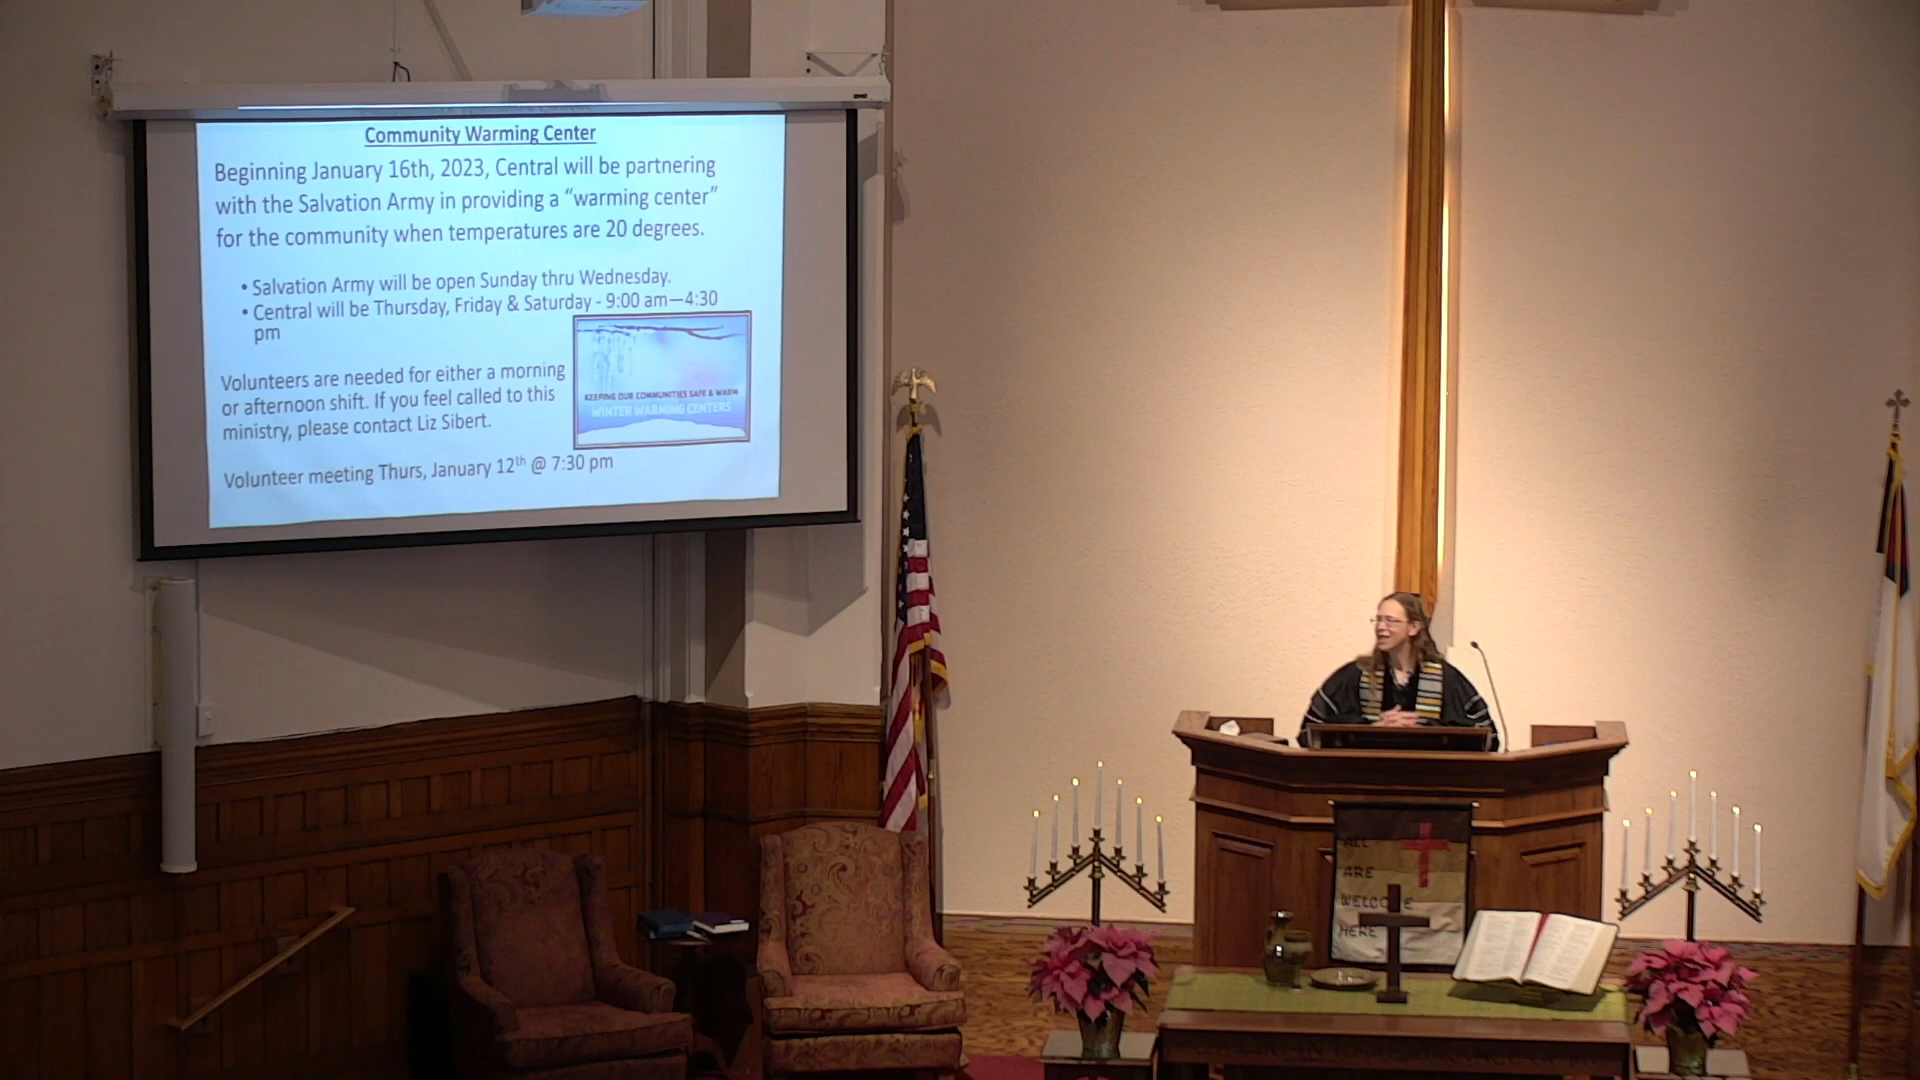 Community Warming Center
Beginning January 16th, 2023, Central will be partnering
with the Salvation Army in providing a “warming center”
for the community when temperatures are 20 degrees.
• Salvation Army will be open Sunday thru Wednesday.
• Central will be Thursday, Friday & Saturday - 9:00 am—4:30
pm
Volunteers are needed for either a morning
or afternoon shift. If you feel called to this
ministry, please contact Liz Sibert.
KEEPING OUR COMMUNITIES SAFE & WARM
WINTER WARMING CENTERS
Volunteer meeting Thurs, January 12th @ 7:30 pm
ALL
ARE
WELCOME
HERE